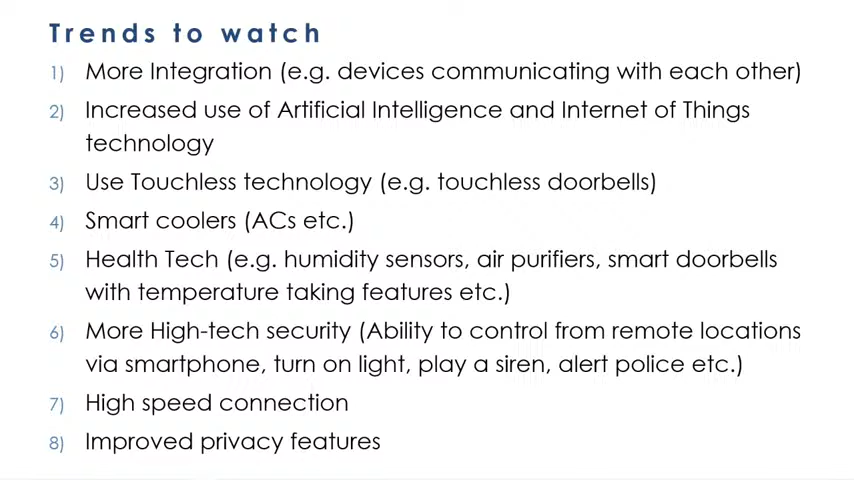 Trends to watch
1) More Integration (e.g. devices communicating with each other)
2) Increased use of Artificial Intelligence and Internet of Things
technology
3) Use Touchless technology (e.g. touchless doorbells)
4) Smart coolers (ACs etc.)
5) Health Tech (e.g. humidity sensors, air purifiers, smart doorbells
with temperature taking features etc.)
6) More High-tech security (Ability to control from remote locations
via smartphone, turn on light, play a siren, alert police etc.)
7) High speed connection
8) Improved privacy features